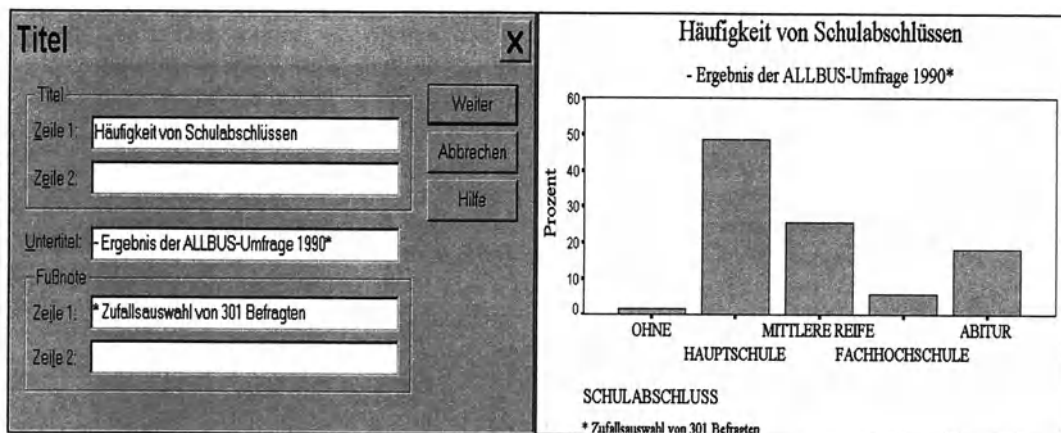 Titel
X
Titel
Zeile 1: Häufigkeit von Schulabschlüssen
Zeile 2:
Untertitel: - Ergebnis der ALLBUS-Umfrage 1990*
Fußnote
Zeile 1: * Zufallsauswahl von 301 Befragten
Zeile 2:
Weiter
Abbrechen
Hilfe
Häufigkeit von Schulabschlüssen
- Ergebnis der ALLBUS-Umfrage 1990*
Prozent
60
50
40
30
20
10
0
OHNE
HAUPTSCHULE
MITTLERE REIFE
FACHHOCHSCHULE
ABITUR
SCHULABSCHLUSS
* Zufallsauswahl von 301 Befragten